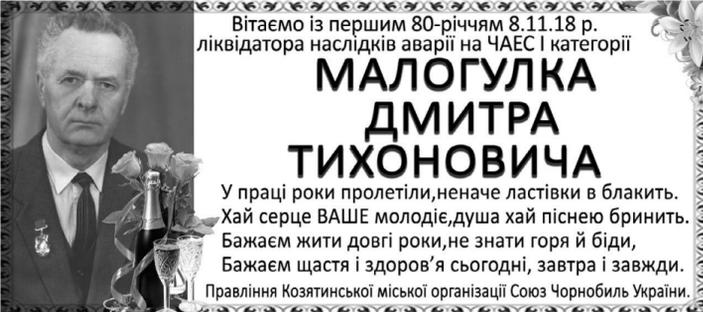 Вітаємо із першим 80-річчям 8.11.18 р.
ліквідатора наслідків аварії на ЧАЕС І категорії
МАЛОГУЛКА
ДМИТРА
ТИХОНОВИЧА
У праці роки пролетіли,неначе ластівки в блакить.
Хай серце ВАШЕ молодіє,душа хай піснею бринить.
Бажаєм жити довгі роки,не знати горя й біди,
Бажаєм щастя і здоров’я сьогодні, завтра і завжди.
Правління Козятинської міської організації Союз Чорнобиль України.